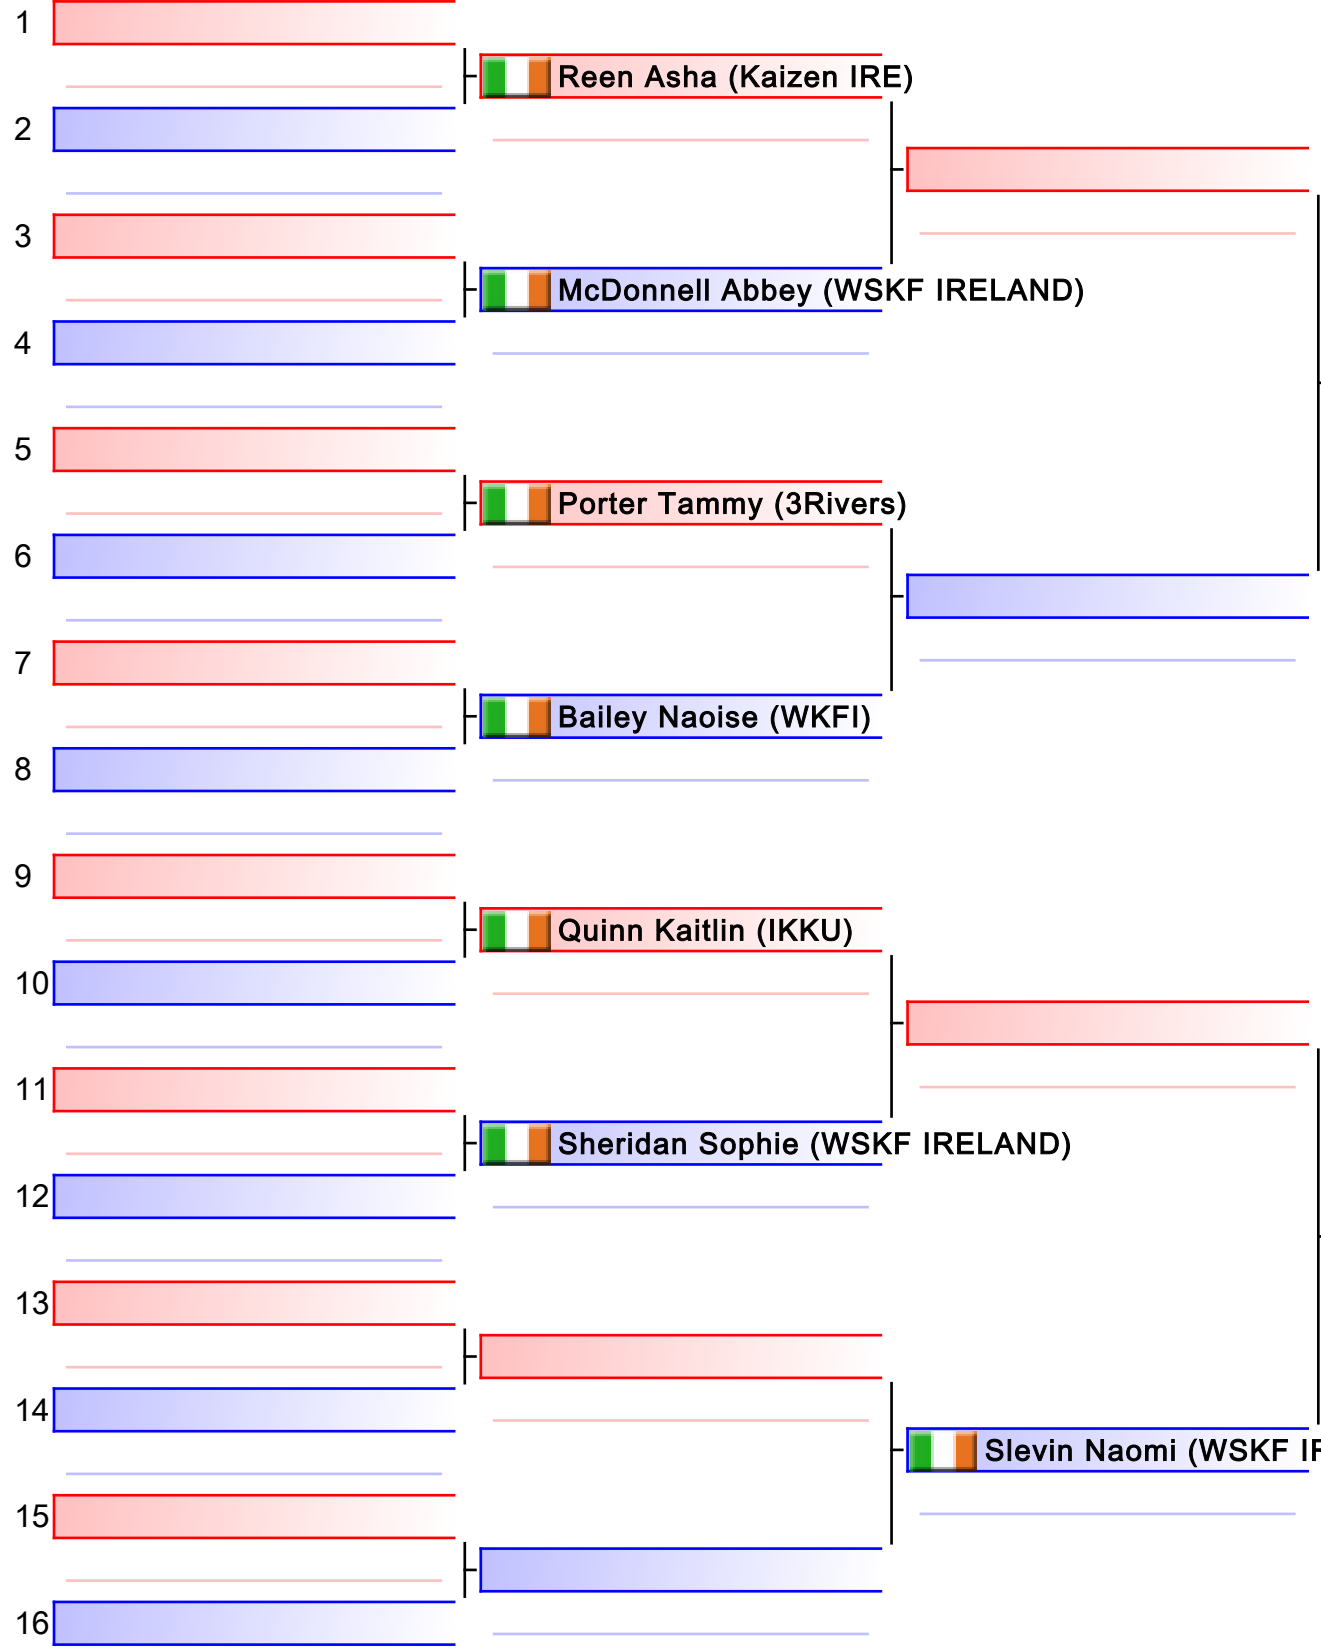 1
Reen Asha (Kaizen IRE)
2
3
McDonnell Abbey (WSKF IRELAND)
4
5
Porter Tammy (3Rivers)
6
7
Bailey Naoise (WKFI)
8
9
Quinn Kaitlin (IKKU)
10
11
Sheridan Sophie (WSKF IRELAND)
12
13
14
Slevin Naomi (WSKF
15
16